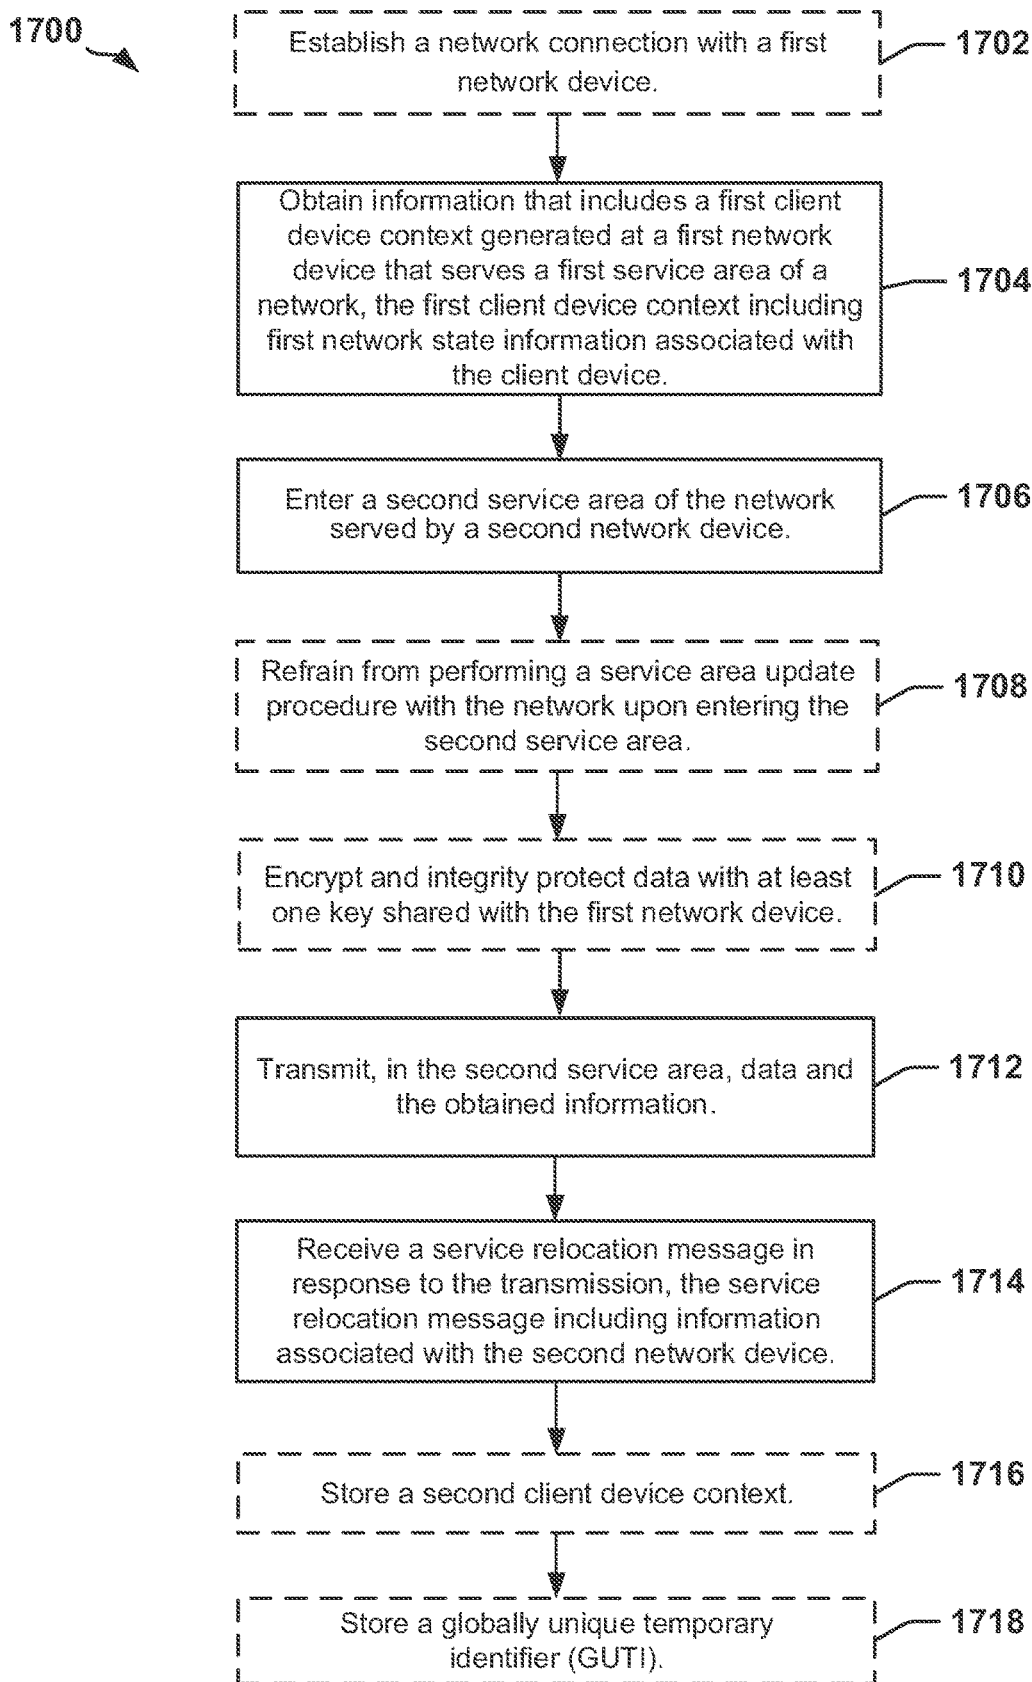 1700
Establish a network connection with a first
network device.
1702
Obtain information that includes a first client
device context generated at a first network
device that serves a first service area of a
network, the first client device context including
first network state information associated with
the client device.
1704
Enter a second service area of the network
served by a second network device.
1706
Refrain from performing a service area update
procedure with the network upon entering the
second service area.
1708
Encrypt and integrity protect data with at least
one key shared with the first network device.
1710
Transmit, in the second service area, data and
the obtained information.
1712
Receive a service relocation message in
response to the transmission, the service
relocation message including information
associated with the second network device.
1714
Store a second client device context.
1716
Store a globally unique temporary
identifier (GUTI).
1718